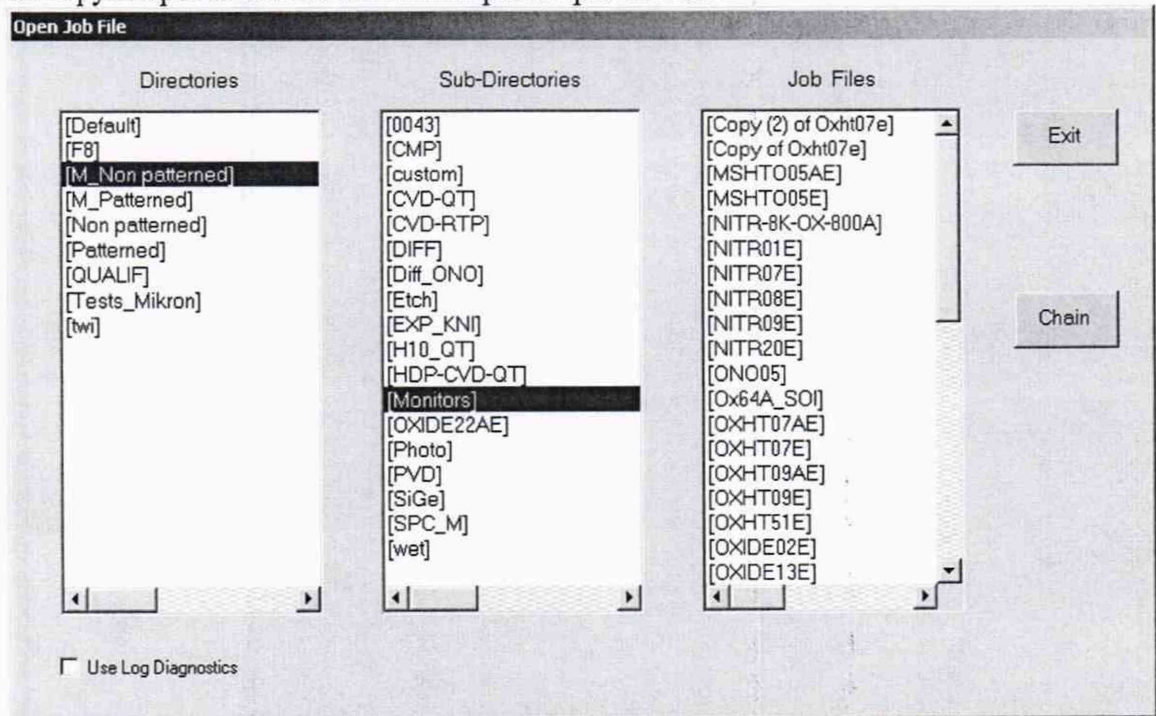 Open Job File
Directories
[Default]
[F8]
[M_Non patterned]
[M_Patterned]
[Non patterned]
[Patterned]
[QUALIF]
[Tests_Mikron]
[twi]
Sub-Directories
[0043]
[CMP]
[custom]
[CVD-QT]
[CVD-RTP]
[DIFF]
[Diff_ONO]
[Etch]
[EXP_KNI]
[H10_QT]
[HDP-CVD-QT]
[Monitors]
[OXIDE22AE]
[Photo]
[PVD]
[SiGe]
[SPC_M]
[wet]
Job Files
[Copy (2) of Oxht07e]
[Copy of Oxht07e]
[MSHTO05AE]
[MSHTO05E]
[NITR-8K-OX-800A]
[NITR01E]
[NITR07E]
[NITR08E]
[NITR09E]
[NITR20E]
[ONO05]
[Ox64A_SOI]
[OXHT07AE]
[OXHT07E]
[OXHT09AE]
[OXHT09E]
[OXHT51E]
[OXIDE02E]
[OXIDE13E]
Exit
Chain
Use Log Diagnostics